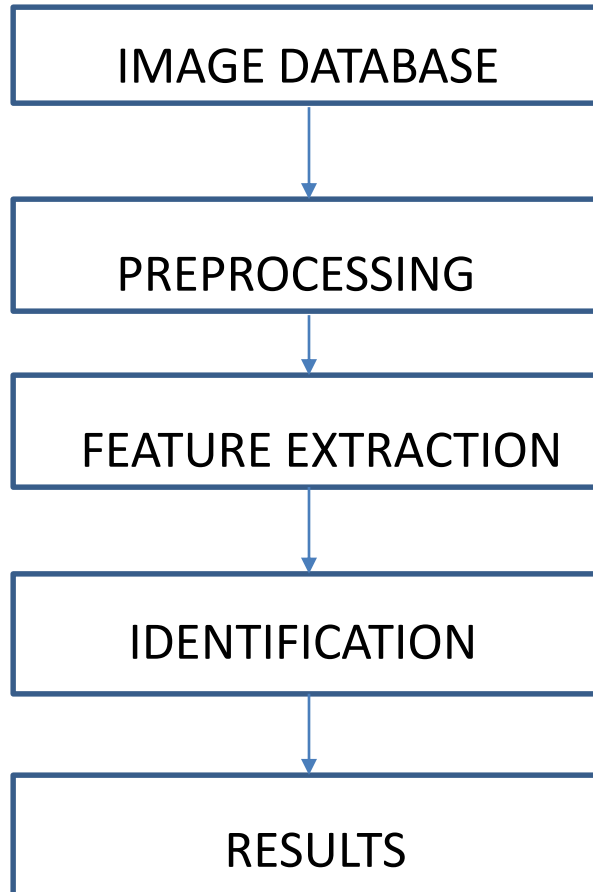 IMAGE DATABASE
PREPROCESSING
FEATURE EXTRACTION
IDENTIFICATION
RESULTS